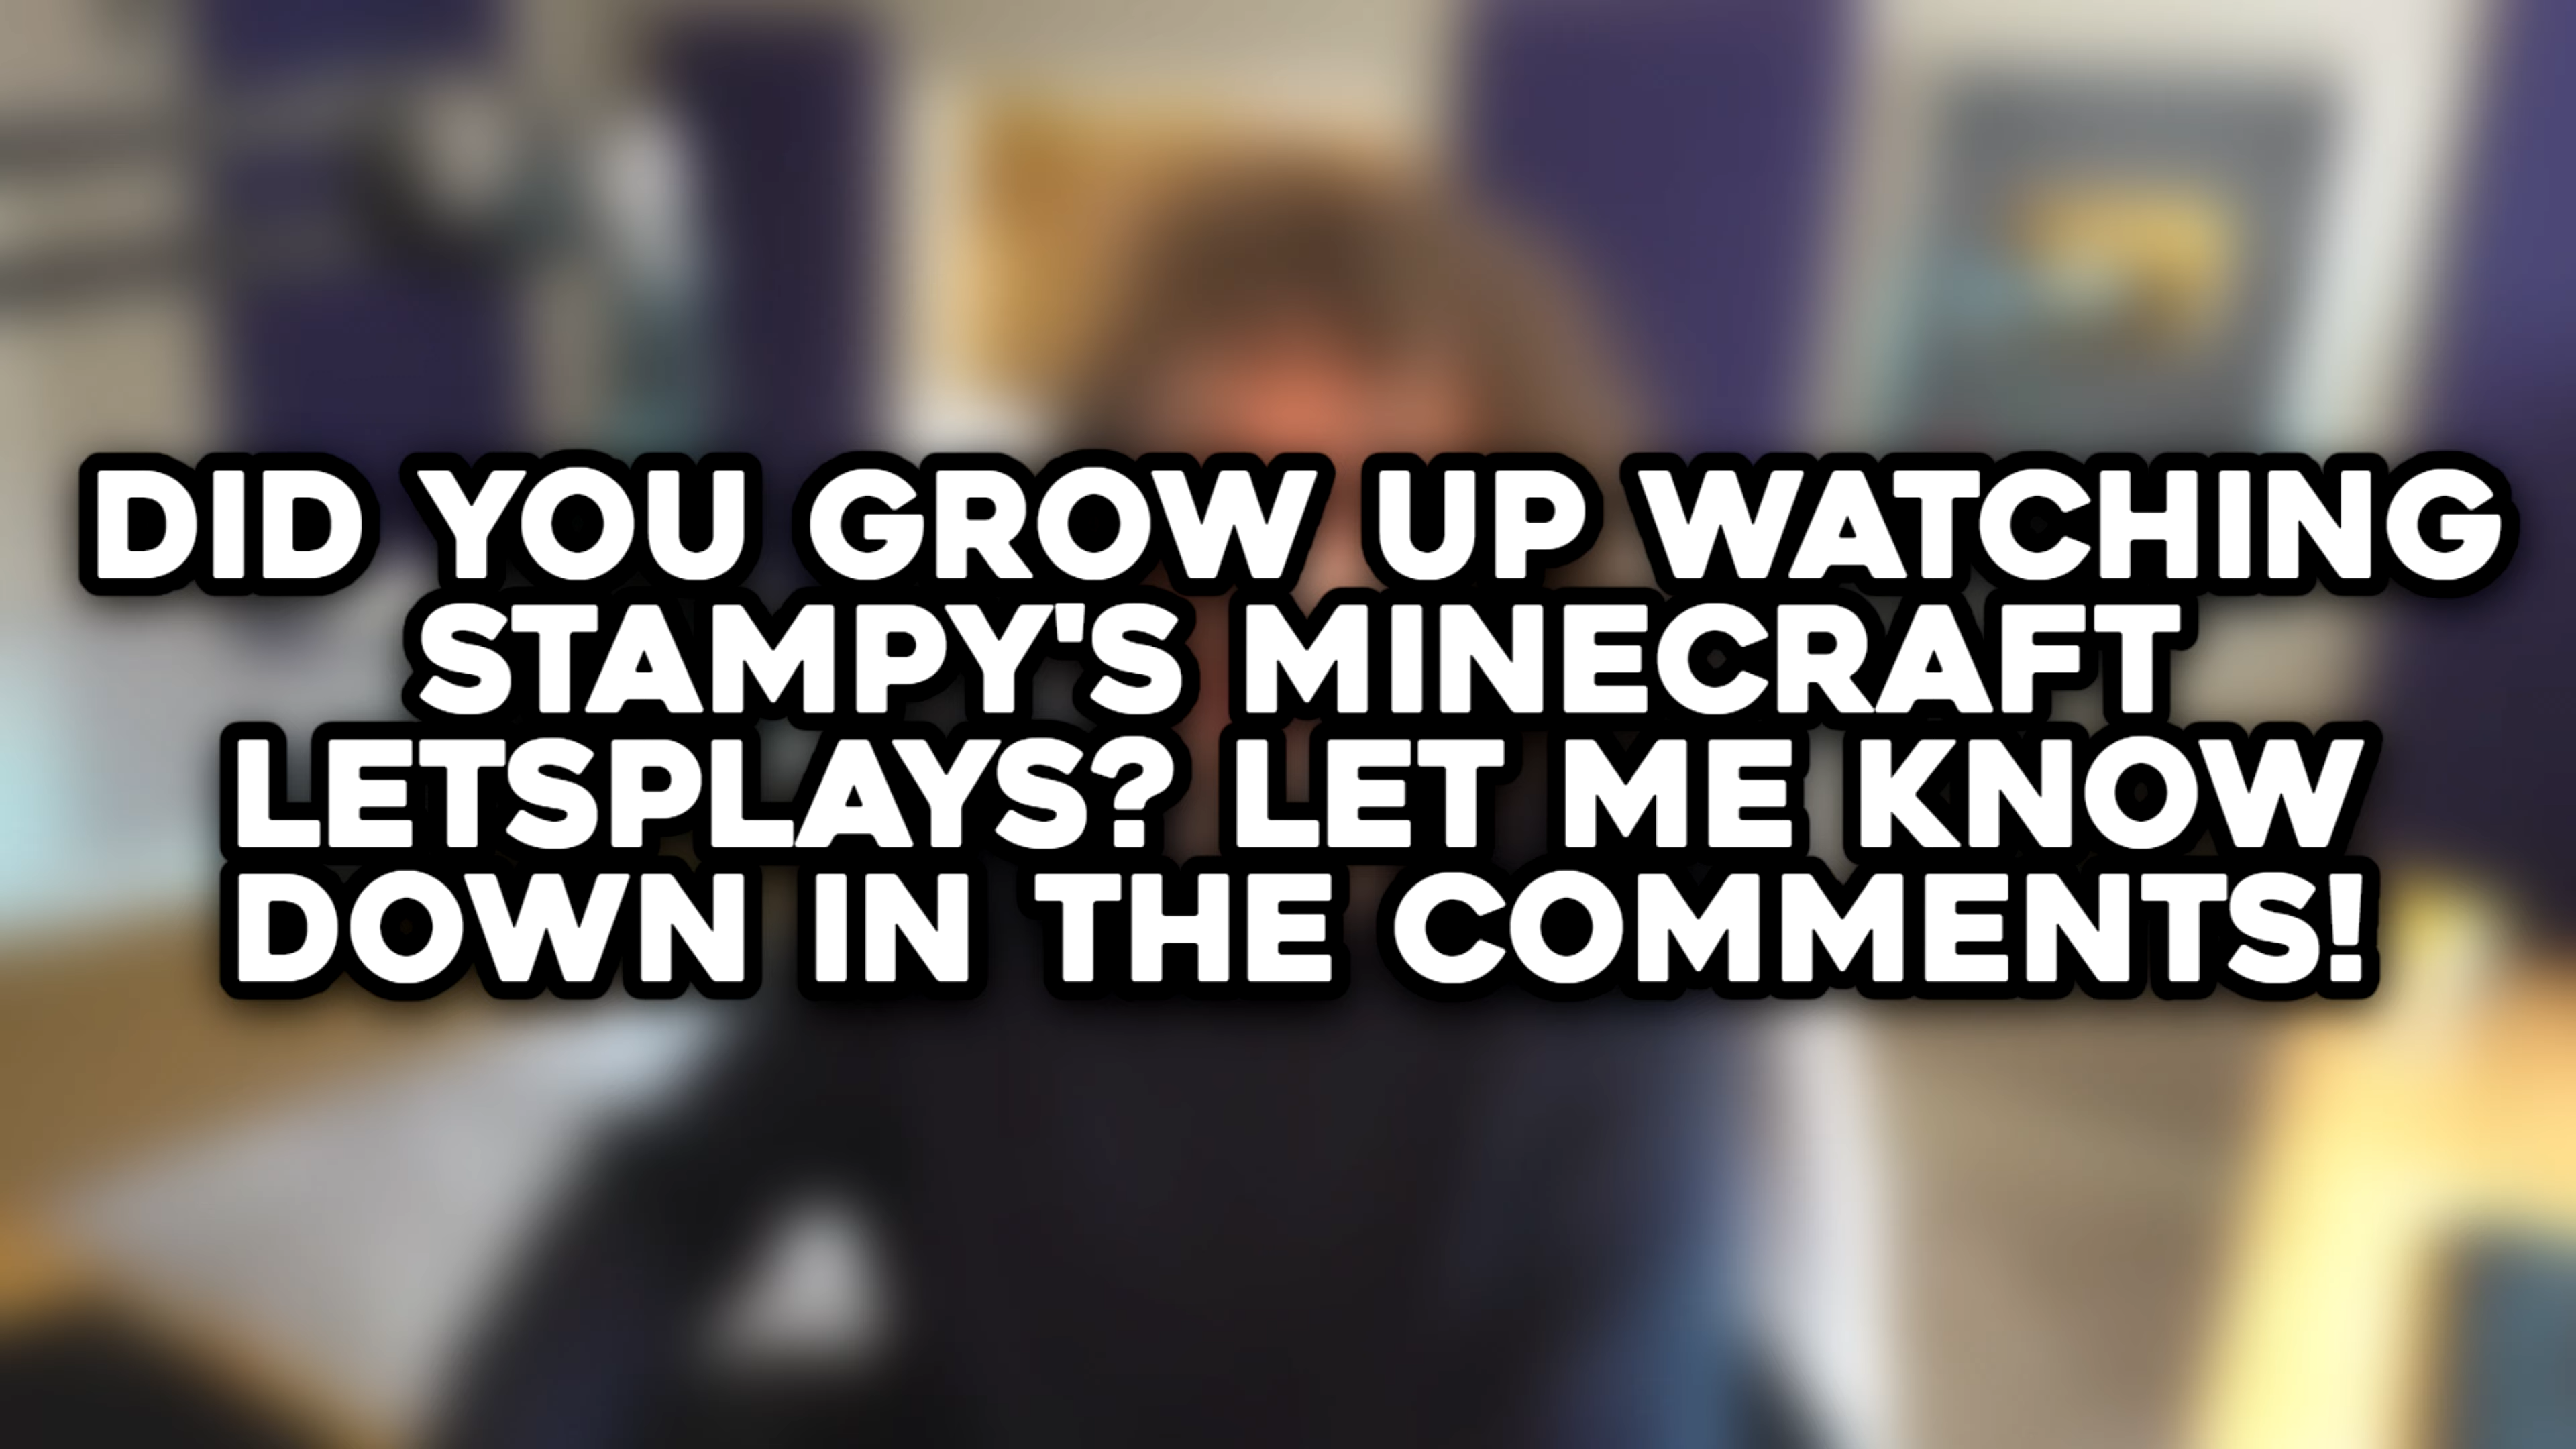 DID YOU GROW UP WATCHING
STAMPY'S MINECRAFT
LETSPLAYS? LET ME KNOW
DOWN IN THE COMMENTS!